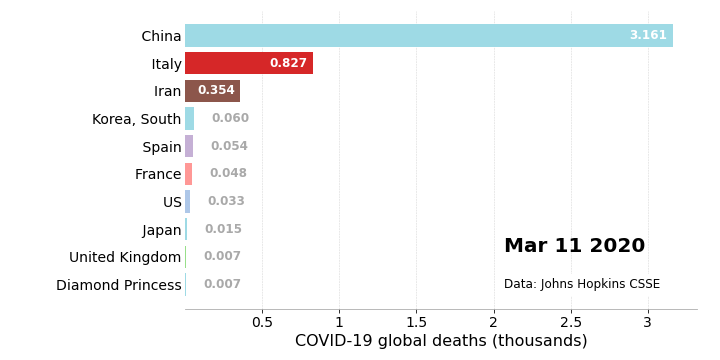 China 3.161
Italy 0.827
Iran 0.354
Korea, South 0.060
Spain 0.054
France 0.048
US 0.033
Japan 0.015
Mar 11 2020
United Kingdom 0.007
Diamond Princess 0.007
Data: Johns Hopkins CSSE
0.5 1 1.5 2 2.5 3
COVID-19 global deaths (thousands)